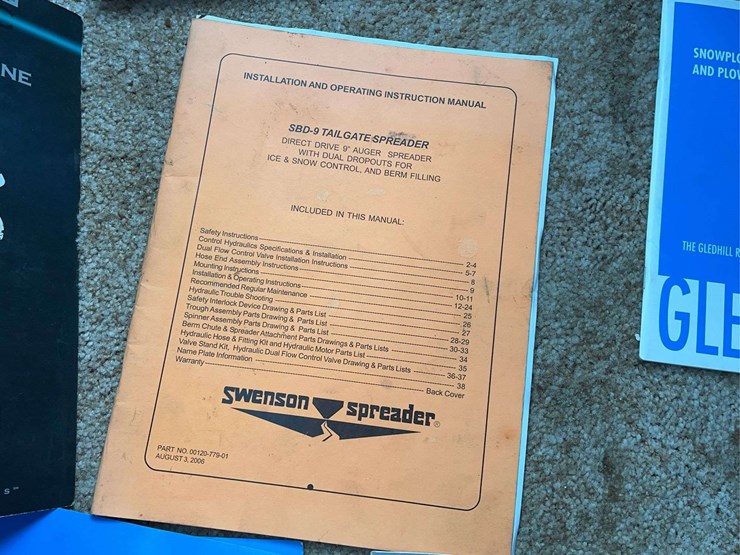 INSTALLATION AND OPERATING INSTRUCTION MANUAL
SBD-9 TAILGATE SPREADER
DIRECT DRIVE 9" AUGER SPREADER
WITH DUAL DROPOUTS FOR
ICE & SNOW CONTROL, AND BERM FILLING
INCLUDED IN THIS MANUAL:
Safety Instructions 2-4
Control Hydraulics Specifications & Installation 5-7
Dual Flow Control Valve Installation Instructions 8
Hose End Assembly Instructions 9
Mounting Instructions 10-11
Installation & Operating Instructions 12-24
Recommended Regular Maintenance 25
Hydraulic Trouble Shooting 26
Safety Interlock Device Drawing & Parts List 27
Trough Assembly Parts Drawing & Parts List 28-29
Spinner Assembly Parts Drawing & Parts List 30-33
Berm Chute & Spreader Attachment Parts Drawings & Parts Lists 34
Hydraulic Hose & Fitting Kit and Hydraulic Motor Parts List 35
Valve Stand Kit, Hydraulic Dual Flow Control Valve Drawing & Parts Lists 36-37
Name Plate Information 38
Warranty Back Cover
Swenson spreader®
PART NO. 00120-779-01
AUGUST 3, 2006
NE
SNOWPLO
AND PLOW
THE GLEDHILL R
GLE